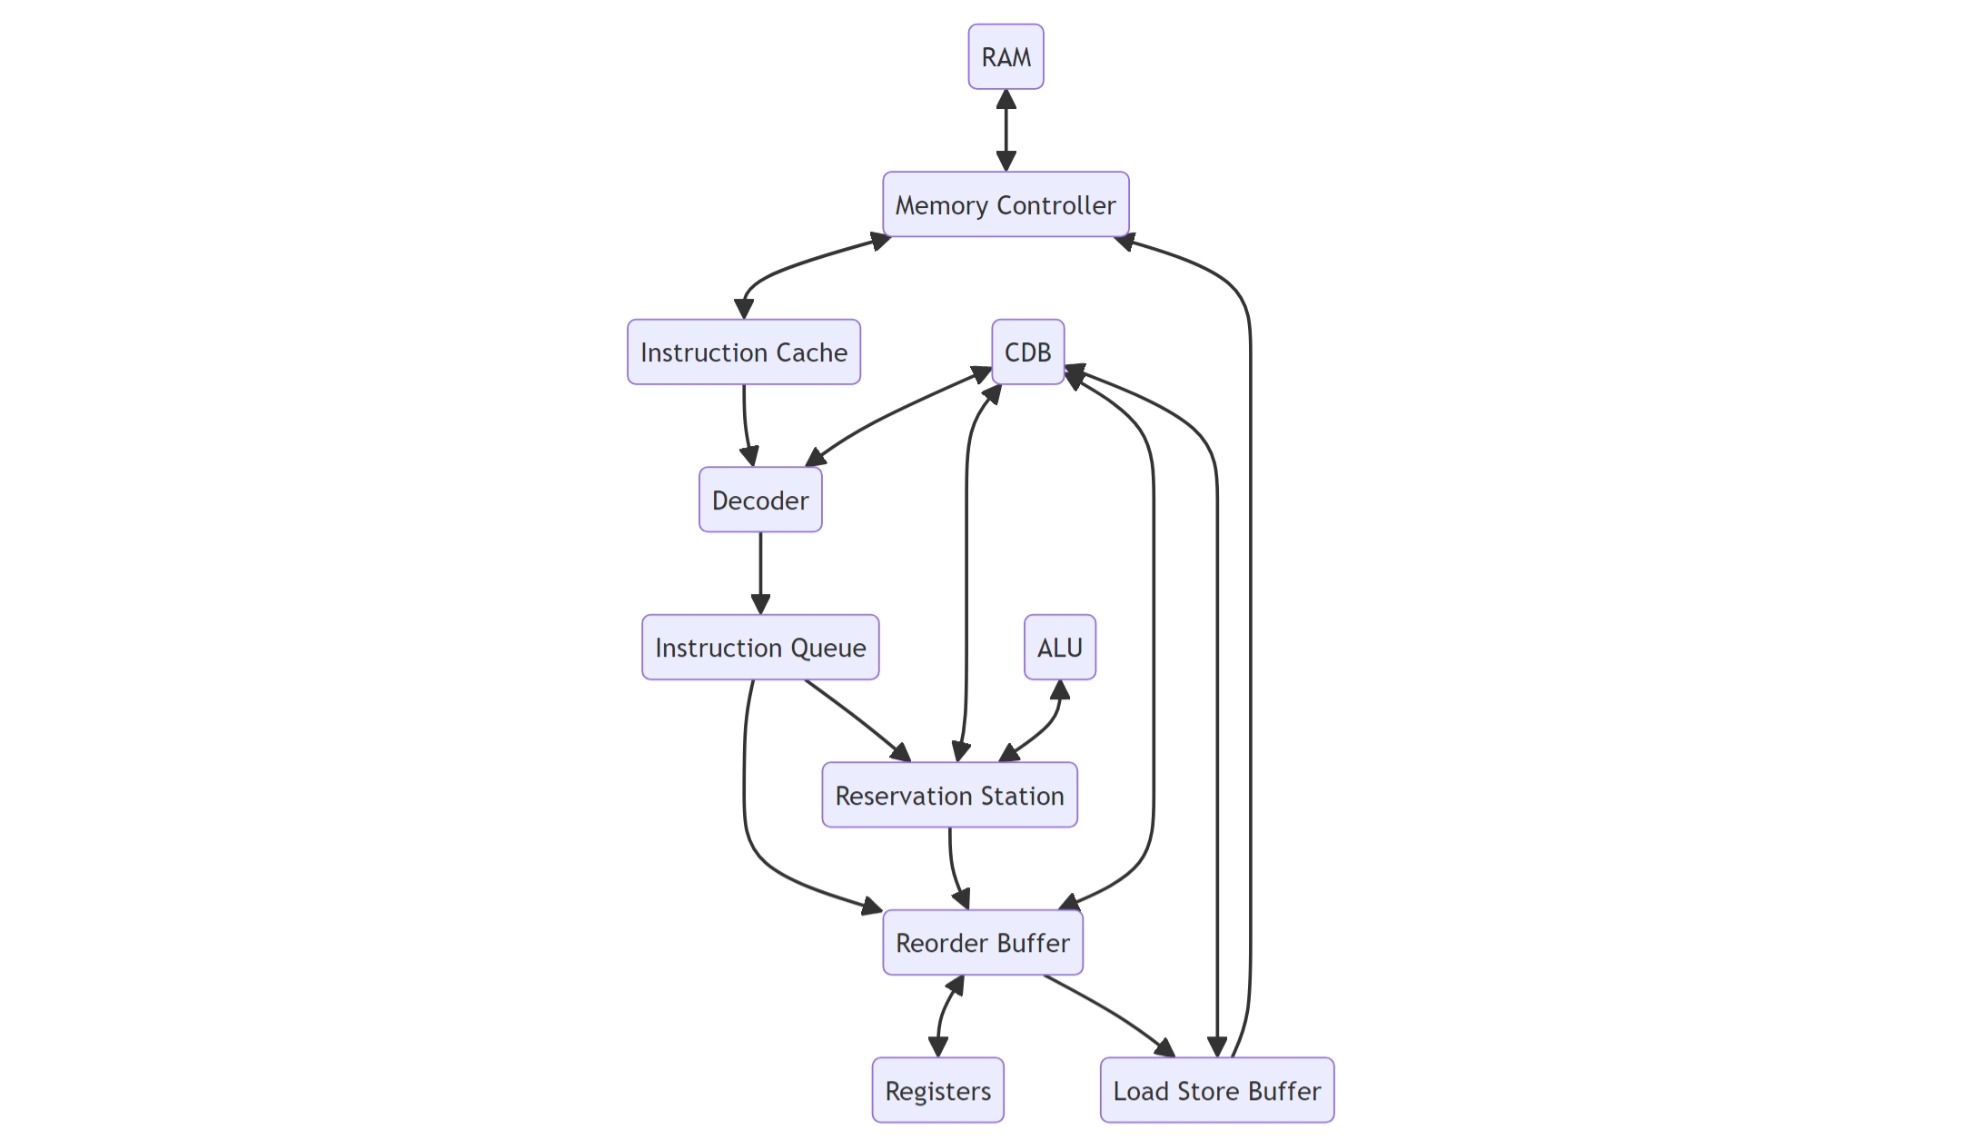 RAM
Memory Controller
Instruction Cache
CDB
Decoder
Instruction Queue
ALU
Reservation Station
Reorder Buffer
Registers
Load Store Buffer